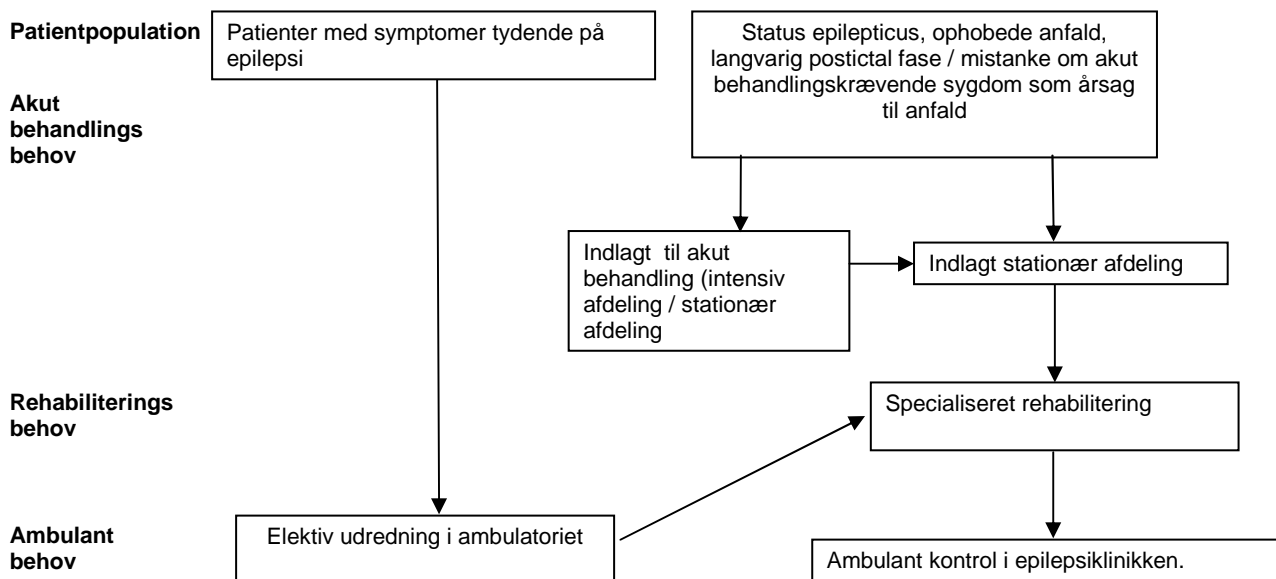 Patientpopulation
Patienter med symptomer tydende på
epilepsi
Status epilepticus, ophobede anfald,
langvarig postictal fase / mistanke om akut
behandlingskrævende sygdom som årsag
til anfald
Akut
behandlings
behov
Indlagt til akut
behandling (intensiv
afdeling / stationær
afdeling
Indlagt stationær afdeling
Rehabiliterings
behov
Specialiseret rehabilitering
Ambulant
behov
Elektiv udredning i ambulatoriet
Ambulant kontrol i epilepsiklinikken.